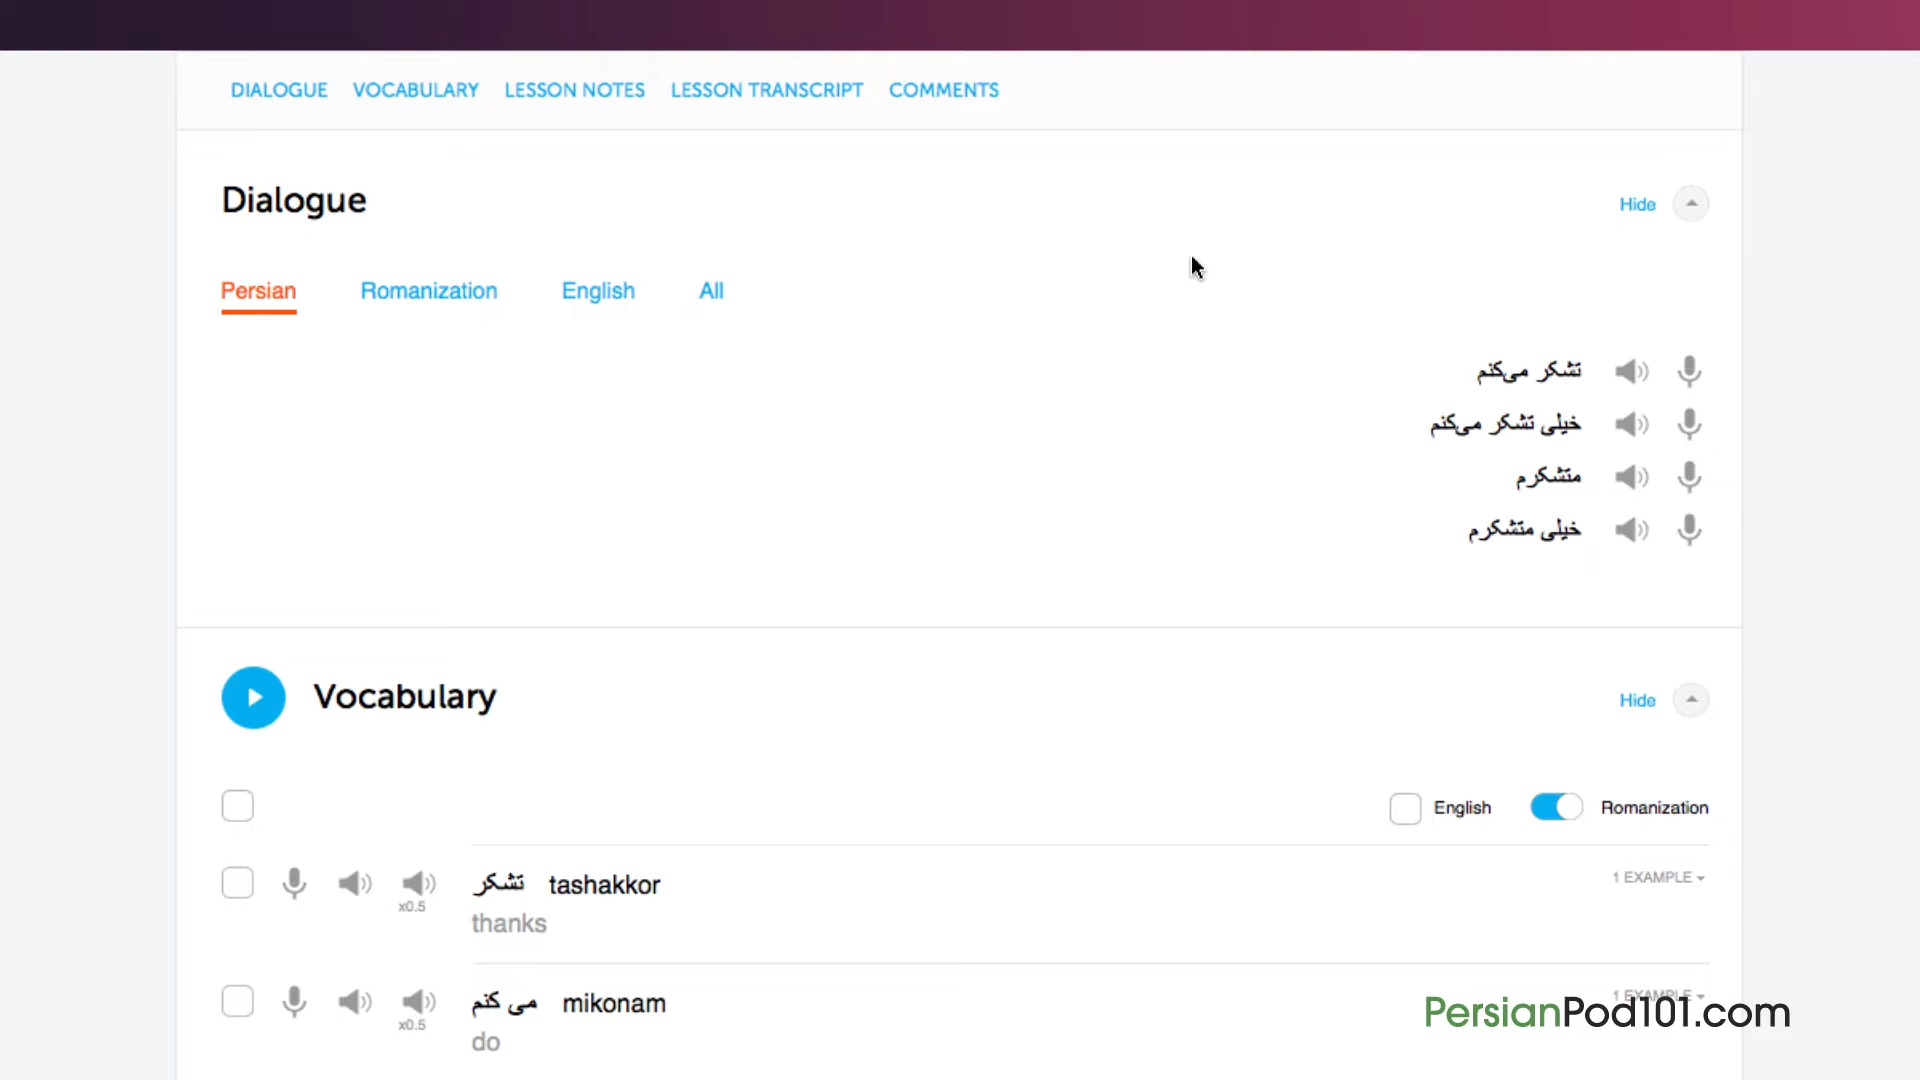 DIALOGUE VOCABULARY LESSON NOTES LESSON TRANSCRIPT COMMENTS
Dialogue
Hide
Persian Romanization English All
تشکر می‌کنم
خیلی تشکر می‌کنم
متشکرم
خیلی متشکرم
Vocabulary
Hide
English Romanization
تشکر tashakkor
1 EXAMPLE
x0.5
thanks
می کنم mikonam
1 EXAMPLE
x0.5
do
PersianPod101.com